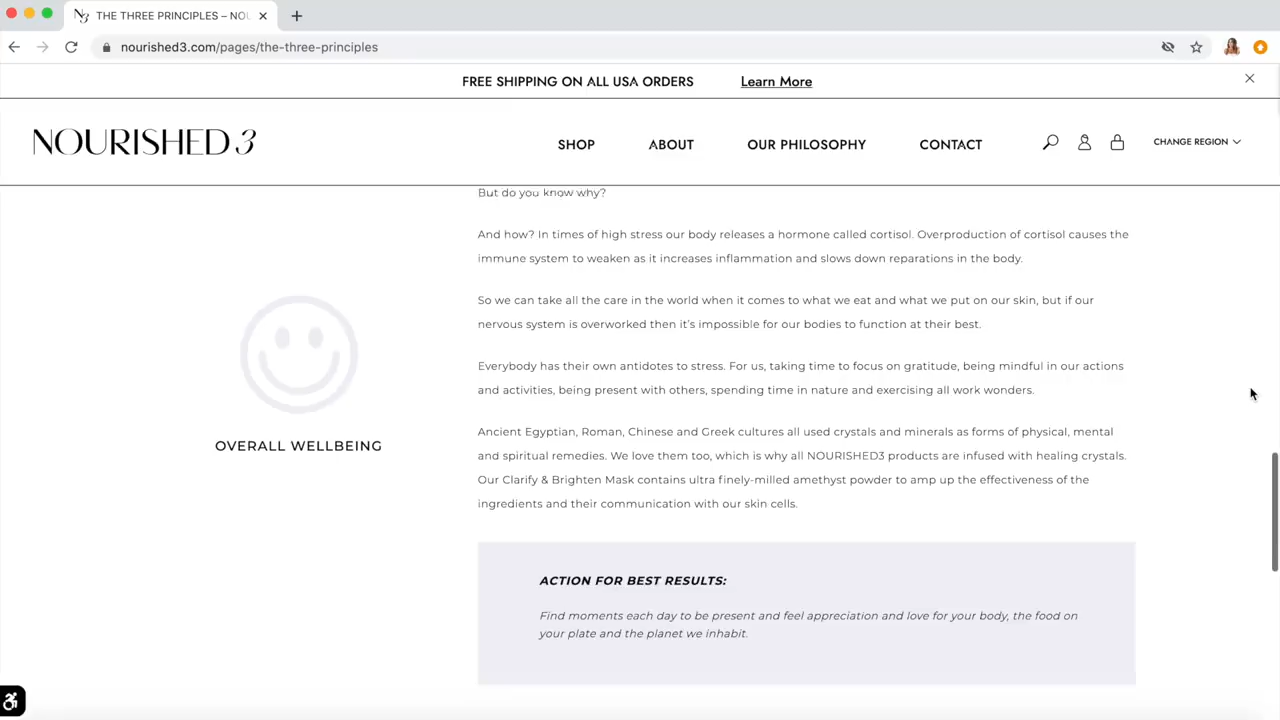 THE THREE PRINCIPLES – NOU
nourished3.com/pages/the-three-principles
FREE SHIPPING ON ALL USA ORDERS Learn More
NOURISHED 3
SHOP ABOUT OUR PHILOSOPHY CONTACT CHANGE REGION
But do you know why?
And how? In times of high stress our body releases a hormone called cortisol. Overproduction of cortisol causes the
immune system to weaken as it increases inflammation and slows down reparations in the body.
So we can take all the care in the world when it comes to what we eat and what we put on our skin, but if our
nervous system is overworked then it's impossible for our bodies to function at their best.
Everybody has their own antidotes to stress. For us, taking time to focus on gratitude, being mindful in our actions
and activities, being present with others, spending time in nature and exercising all work wonders.
OVERALL WELLBEING
Ancient Egyptian, Roman, Chinese and Greek cultures all used crystals and minerals as forms of physical, mental
and spiritual remedies. We love them too, which is why all NOURISHED3 products are infused with healing crystals.
Our Clarify & Brighten Mask contains ultra finely-milled amethyst powder to amp up the effectiveness of the
ingredients and their communication with our skin cells.
ACTION FOR BEST RESULTS:
Find moments each day to be present and feel appreciation and love for your body, the food on
your plate and the planet we inhabit.